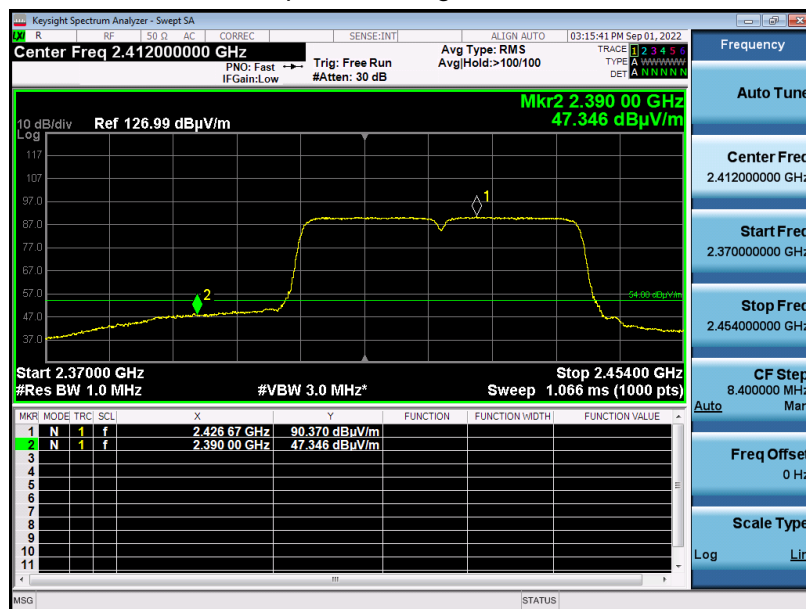 Keysight Spectrum Analyzer - Swept SA
LXI R RF 50 Ω AC CORREC SENSE:INT ALIGN AUTO 03:15:41 PM Sep 01, 2022
Center Freq 2.412000000 GHz
PNO: Fast
IFGain:Low
Trig: Free Run
#Atten: 30 dB
Avg Type: RMS
Avg|Hold:>100/100
TRACE 1 2 3 4 5 6
TYPE A WWWWW
DET A N N N N N
Mkr2 2.390 00 GHz
47.346 dBµV/m
10 dB/div Ref 126.99 dBµV/m
Log
117
107
97.0
87.0
77.0
67.0
57.0
47.0
37.0
1
2
54.00 dBµV/m
Start 2.37000 GHz Stop 2.45400 GHz
#Res BW 1.0 MHz #VBW 3.0 MHz* Sweep 1.066 ms (1000 pts)
MKR MODE TRC SCL X Y FUNCTION FUNCTION WIDTH FUNCTION VALUE
1 N 1 f 2.426 67 GHz 90.370 dBµV/m
2 N 1 f 2.390 00 GHz 47.346 dBµV/m
3
4
5
6
7
8
9
10
11
MSG STATUS
Frequency
Auto Tune
Center Freq
2.412000000 GHz
Start Freq
2.370000000 GHz
Stop Freq
2.454000000 GHz
CF Step
8.400000 MHz
Auto Man
Freq Offset
0 Hz
Scale Type
Log Lin